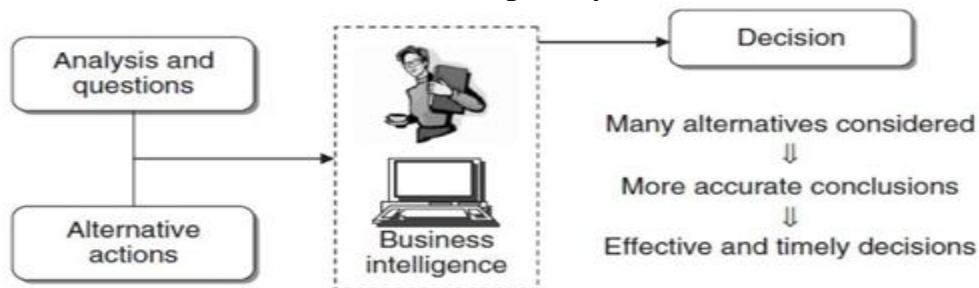 Analysis and
questions
Alternative
actions
Business
intelligence
Decision
Many alternatives considered
⇓
More accurate conclusions
⇓
Effective and timely decisions